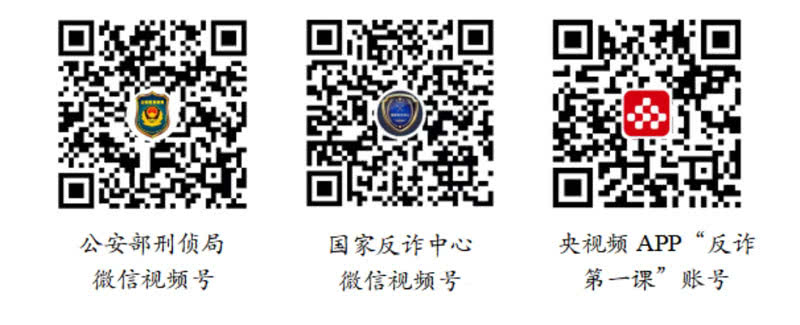 公安部刑侦局
微信视频号
国家反诈中心
微信视频号
央视频 APP“反诈
第一课”账号